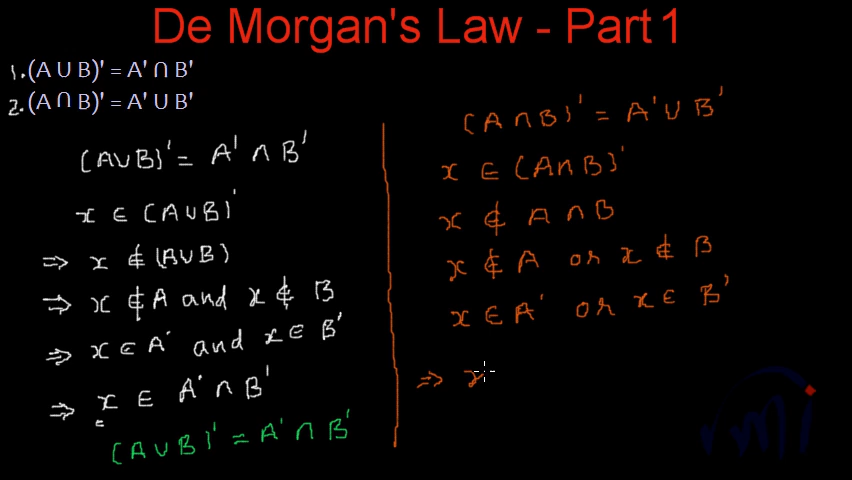 De Morgan's Law - Part 1
1. (A ∪ B)' = A' ∩ B'
2. (A ∩ B)' = A' ∪ B'
(A∪B)' = A' ∩ B'
x ∈ (A∪B)'
⇒ x ∉ (A∪B)
⇒ x ∉ A and x ∉ B
⇒ x ∈ A' and x ∈ B'
⇒ x ∈ A' ∩ B'
(A∪B)' = A' ∩ B'
(A∩B)' = A' ∪ B'
x ∈ (A∩B)'
x ∉ A∩B
x ∉ A or x ∉ B
x ∈ A' or x ∈ B'
⇒ x